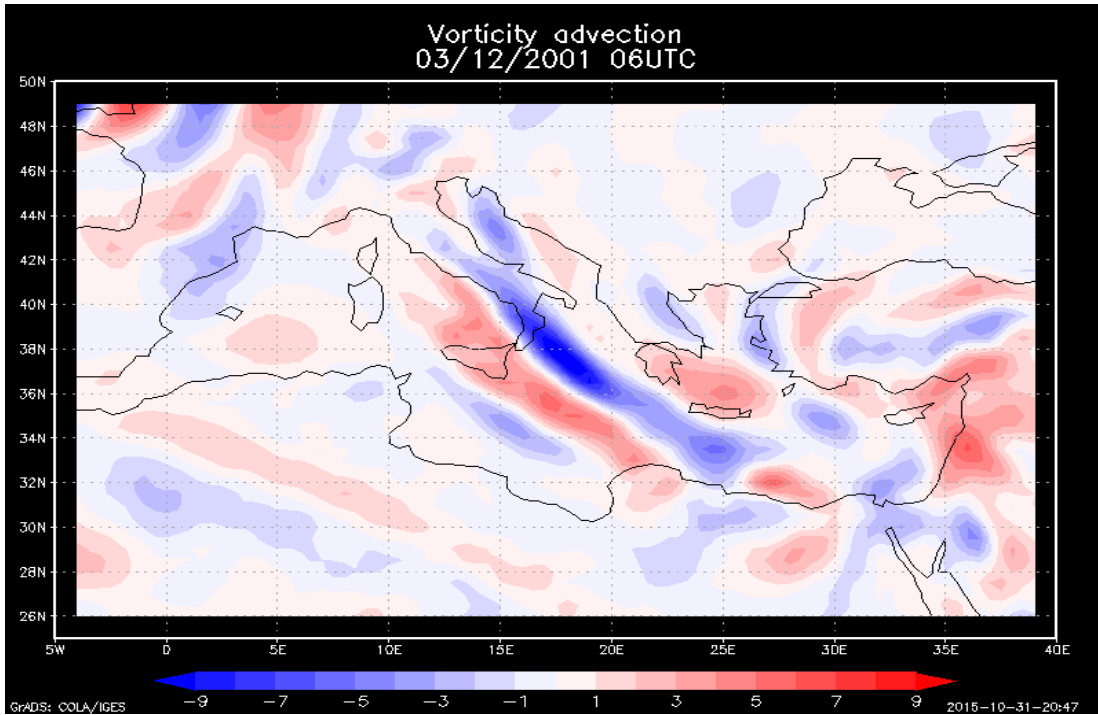 Vorticity advection
03/12/2001 06UTC
50N
48N
46N
44N
42N
40N
38N
36N
34N
32N
30N
28N
26N
5W 0 5E 10E 15E 20E 25E 30E 35E 40E
-9 -7 -5 -3 -1 1 3 5 7 9
GrADS: COLA/IGES 2015-10-31-20:47